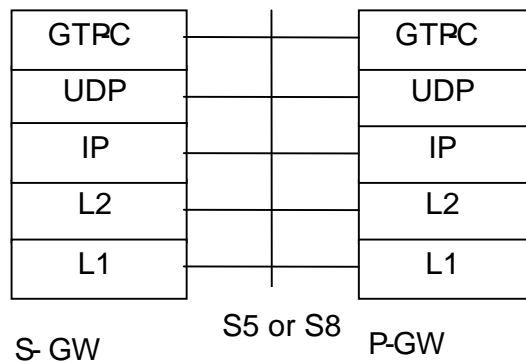 GTP-C GTP-C
UDP UDP
IP IP
L2 L2
L1 L1
S- GW S5 or S8 P-GW